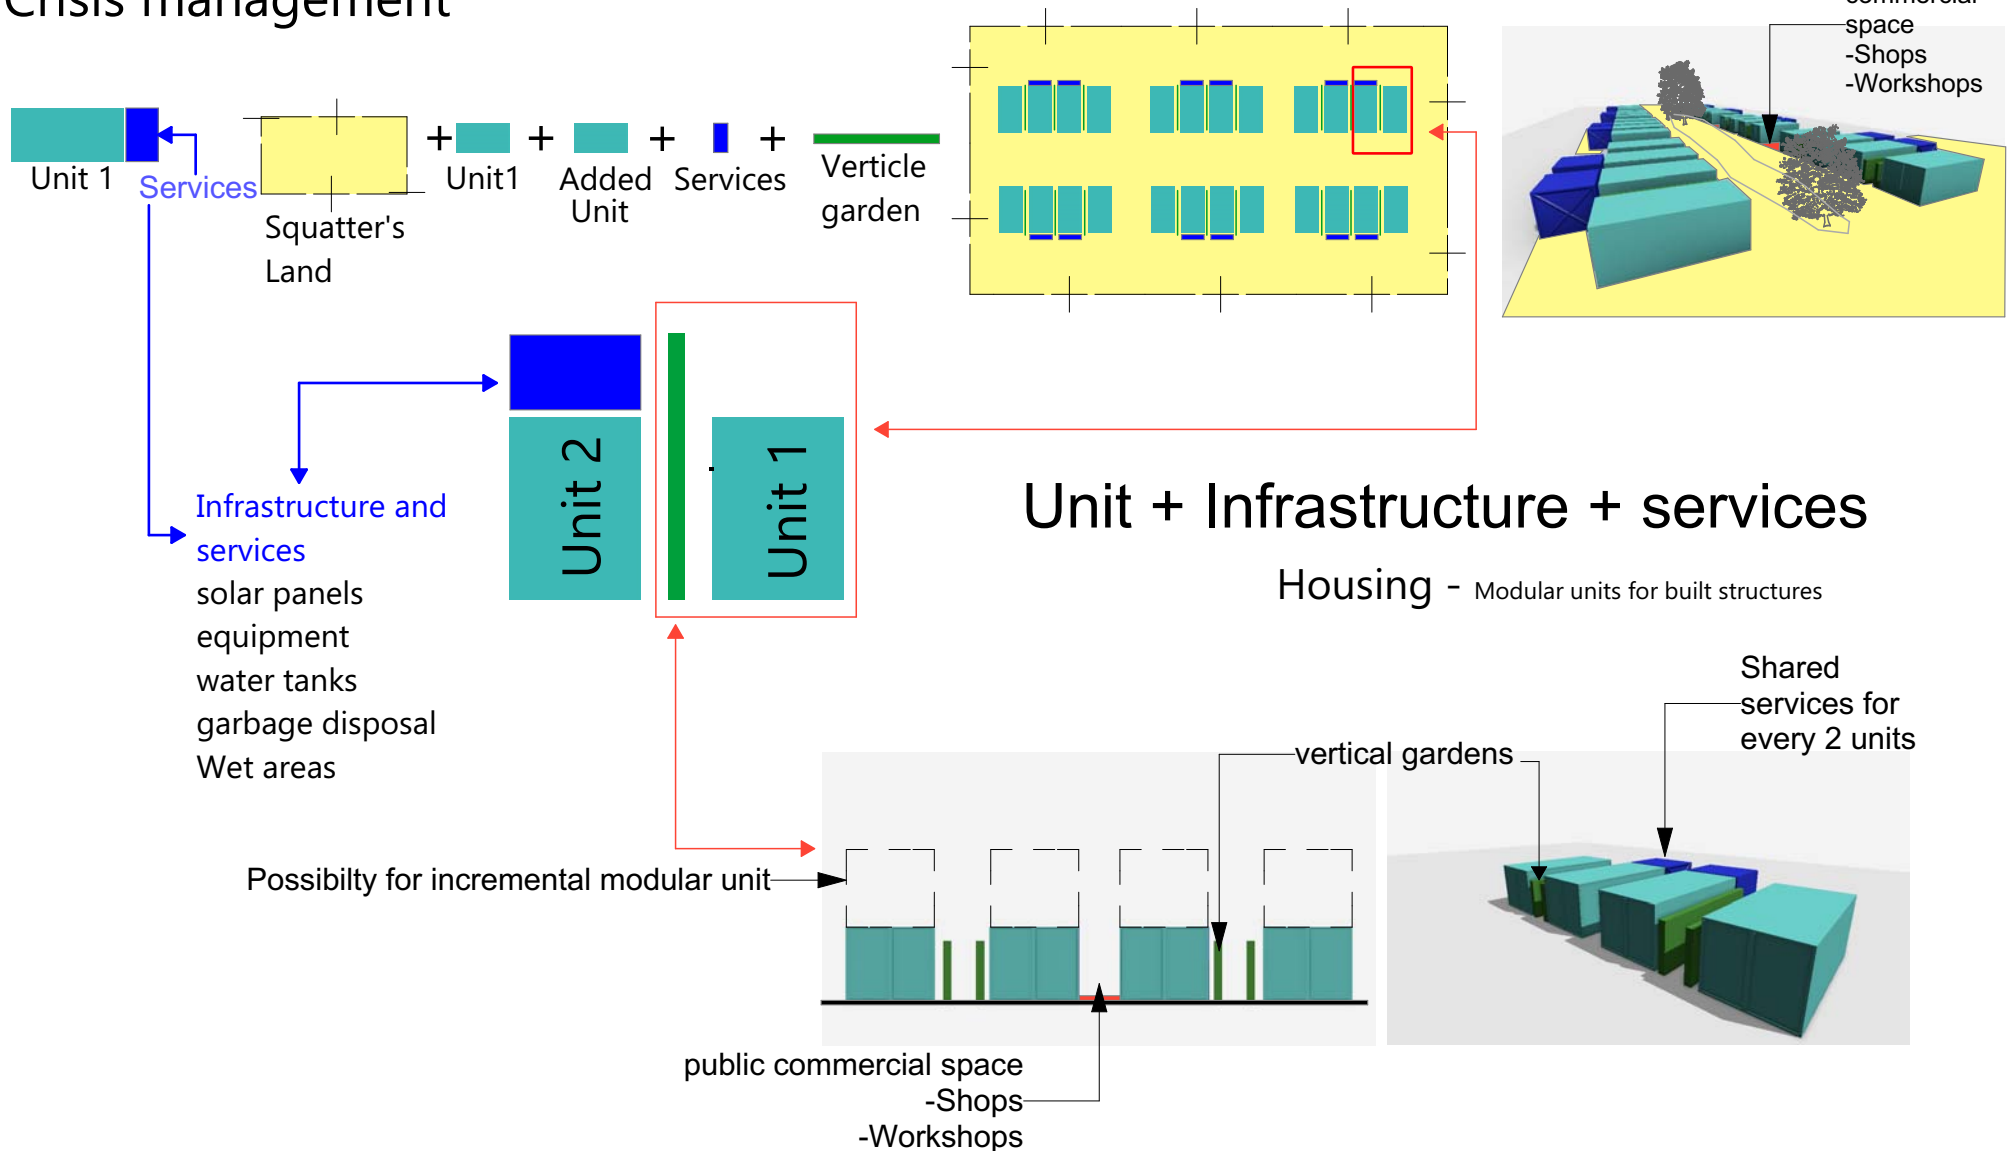 Crisis management
commercial
space
-Shops
-Workshops
Unit 1
Services
Squatter's
Land
+
Unit1
+
Added
Unit
+
Services
+
Verticle
garden
Unit 2
Unit 1
Infrastructure and
services
solar panels
equipment
water tanks
garbage disposal
Wet areas
Unit + Infrastructure + services
Housing - Modular units for built structures
Shared
services for
every 2 units
vertical gardens
Possibilty for incremental modular unit
public commercial space
-Shops
-Workshops